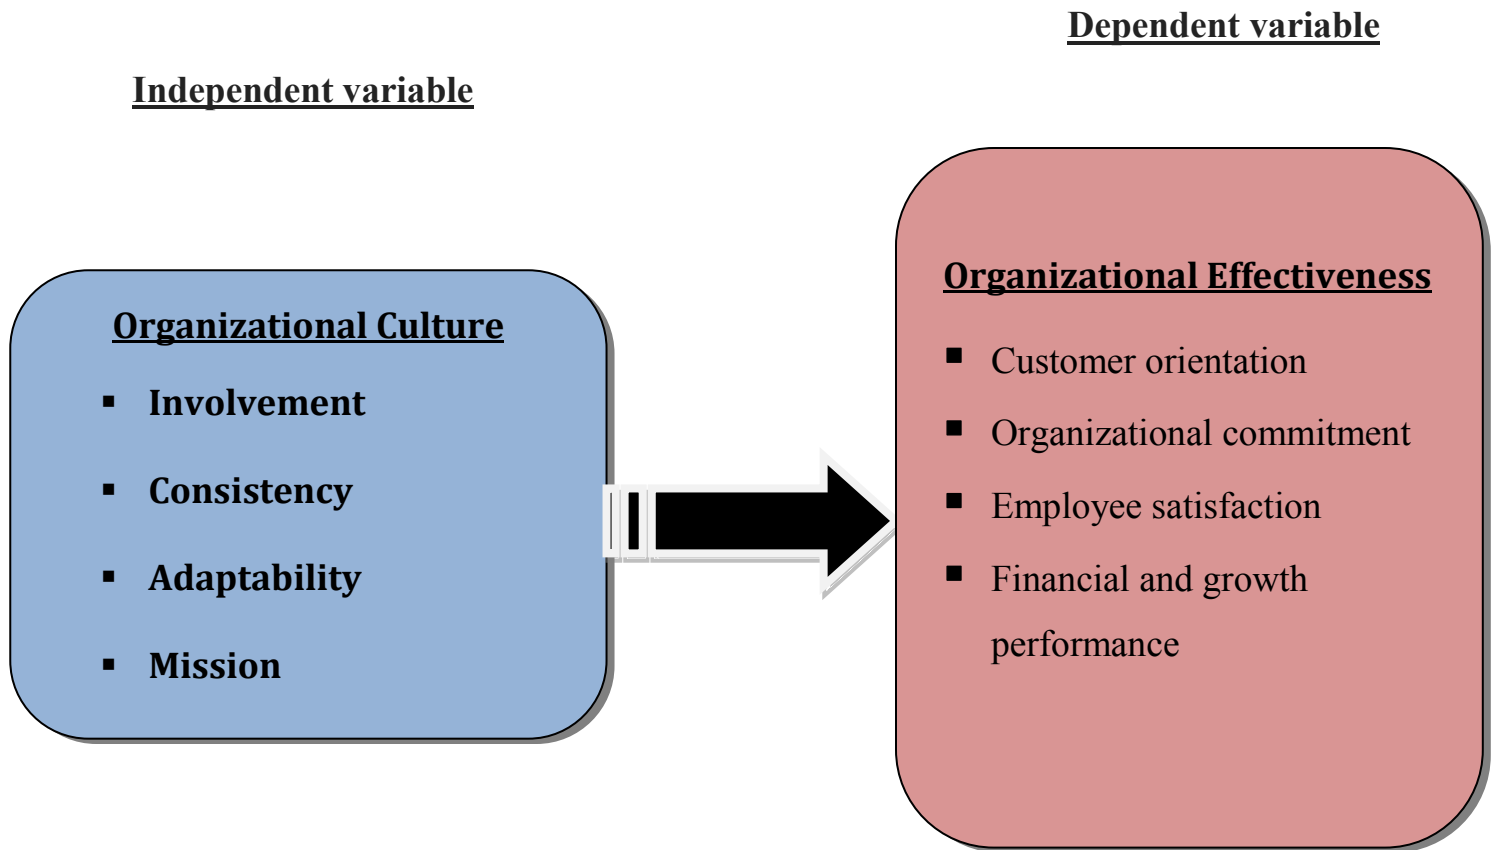 Dependent variable
Independent variable
Organizational Culture
▪ Involvement
▪ Consistency
▪ Adaptability
▪ Mission
Organizational Effectiveness
▪ Customer orientation
▪ Organizational commitment
▪ Employee satisfaction
▪ Financial and growth
performance